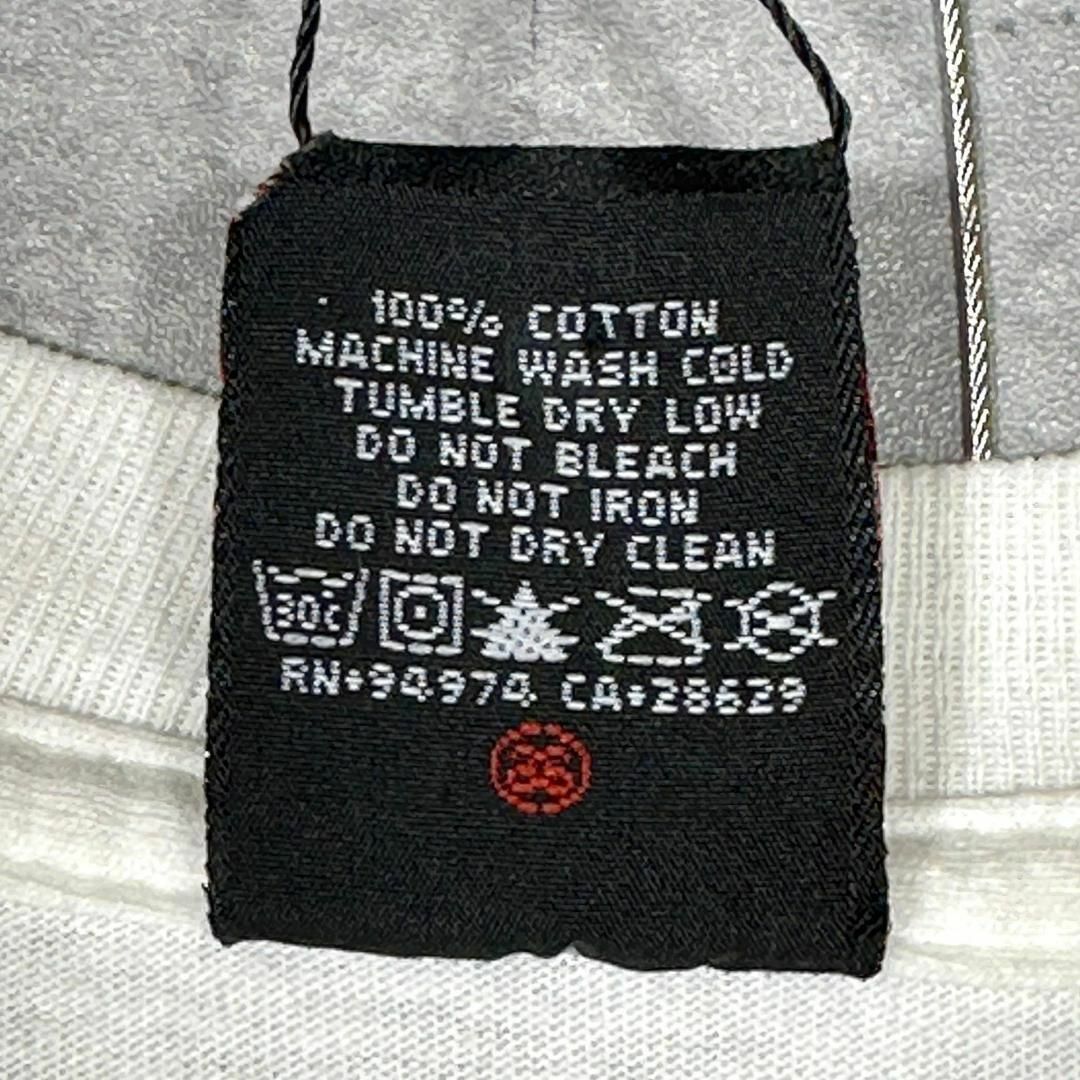 100% COTTON
MACHINE WASH COLD
TUMBLE DRY LOW
DO NOT BLEACH
DO NOT IRON
DO NOT DRY CLEAN
30c
RN•94974 CA•28629